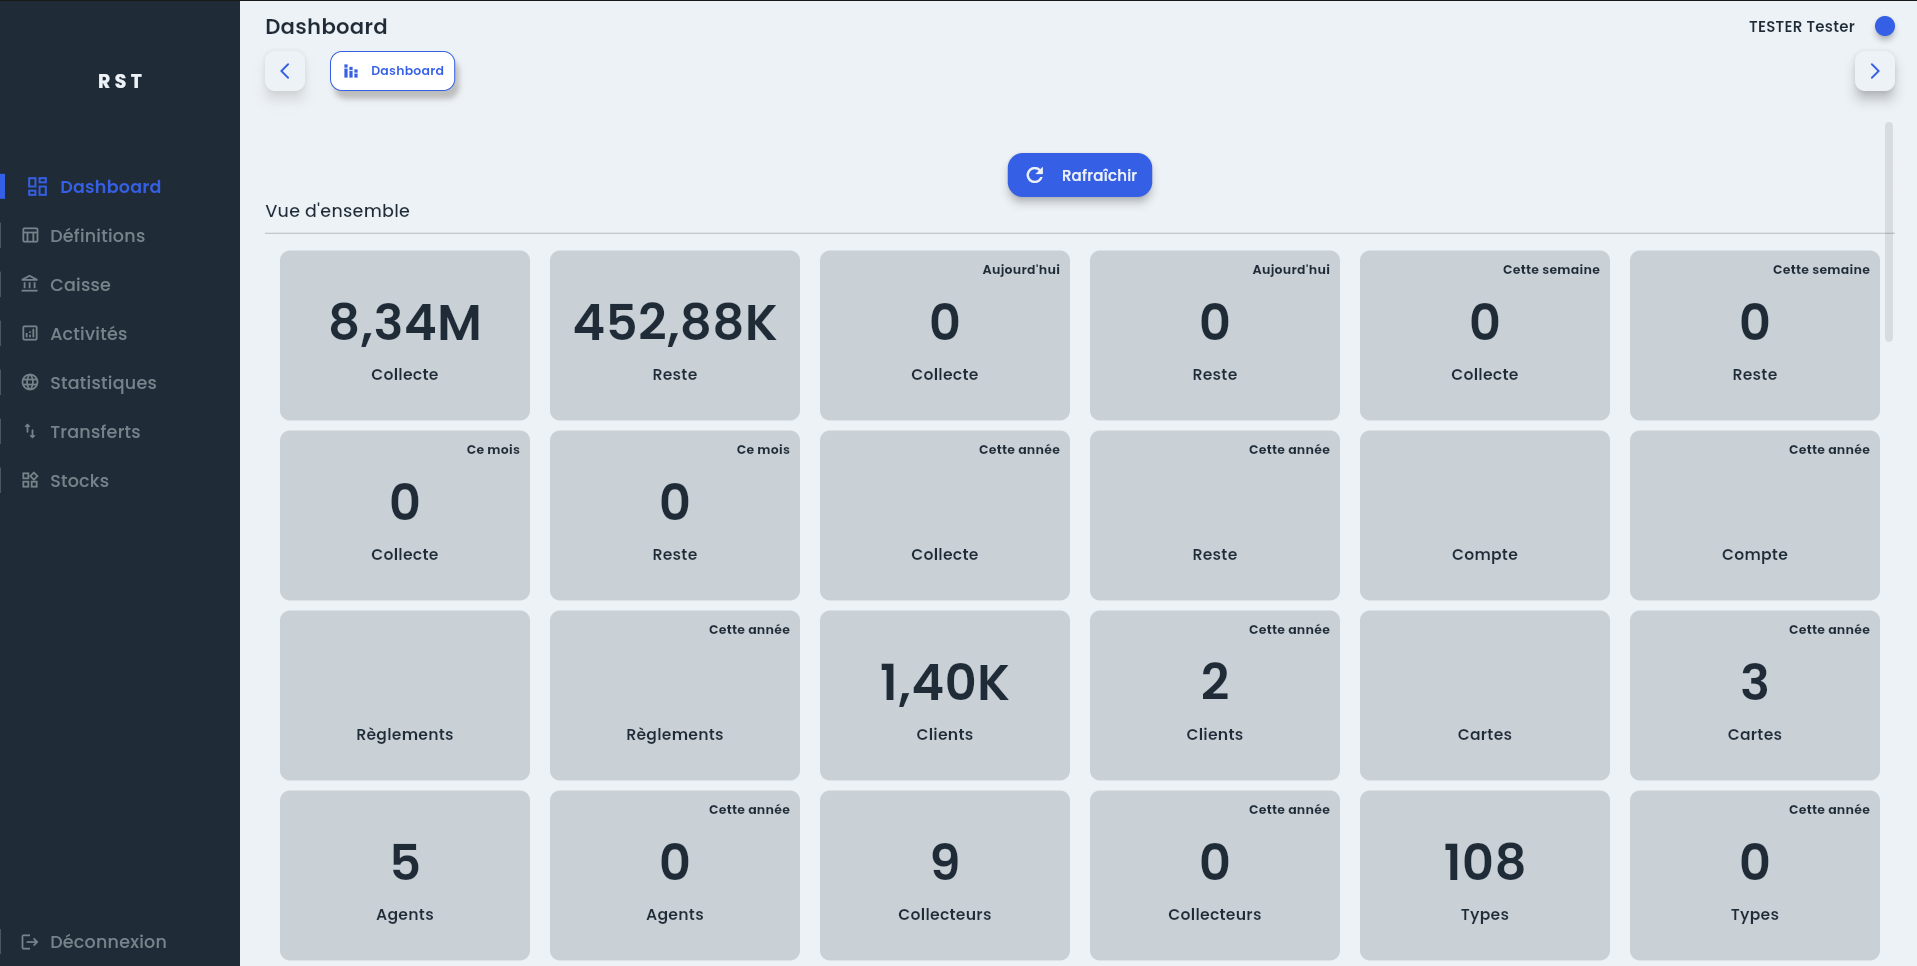 Dashboard
TESTER Tester
RST
Dashboard
Dashboard
Définitions
Caisse
Activités
Statistiques
Transferts
Stocks
Déconnexion
Rafraîchir
Vue d'ensemble
8,34M
Collecte
452,88K
Reste
Aujourd'hui
0
Collecte
Aujourd'hui
0
Reste
Cette semaine
0
Collecte
Cette semaine
0
Reste
Ce mois
0
Collecte
Ce mois
0
Reste
Cette année
Collecte
Cette année
Reste
Compte
Cette année
Compte
Règlements
Cette année
Règlements
1,40K
Clients
Cette année
2
Clients
Cartes
Cette année
3
Cartes
5
Agents
Cette année
0
Agents
9
Collecteurs
Cette année
0
Collecteurs
108
Types
Cette année
0
Types